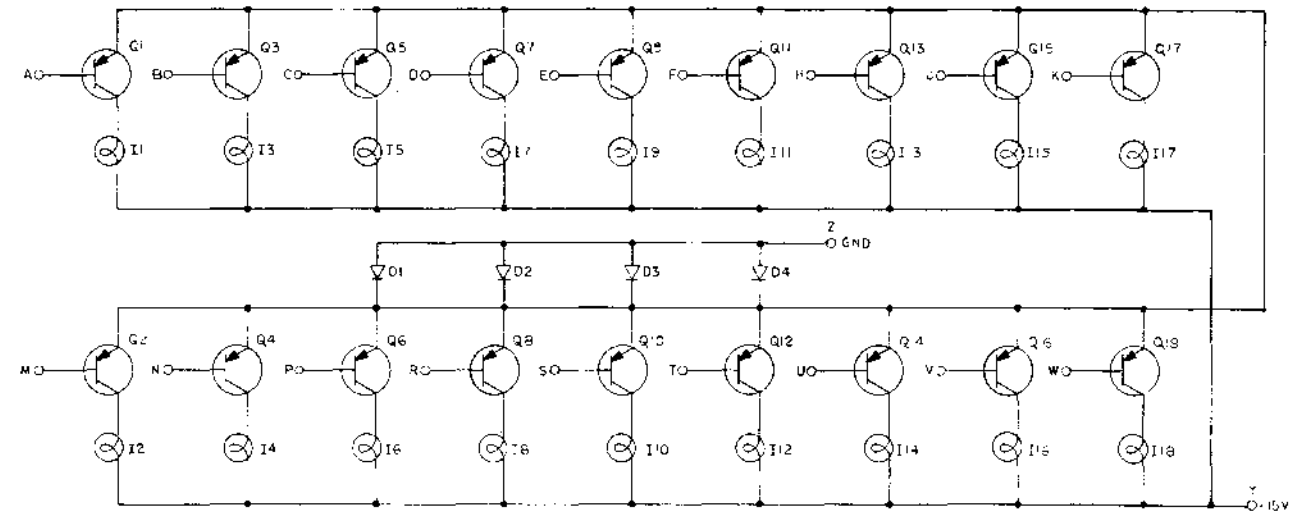 Q1 Q3 Q5 Q7 Q9 Q11 Q13 Q15 Q17
A B C D E F H J K
I1 I3 I5 I7 I9 I11 I13 I15 I17
Z
GND
D1 D2 D3 D4
Q2 Q4 Q6 Q8 Q10 Q12 Q14 Q16 Q18
M N P R S T U V W
I2 I4 I6 I8 I10 I12 I14 I16 I18
Y
-15V